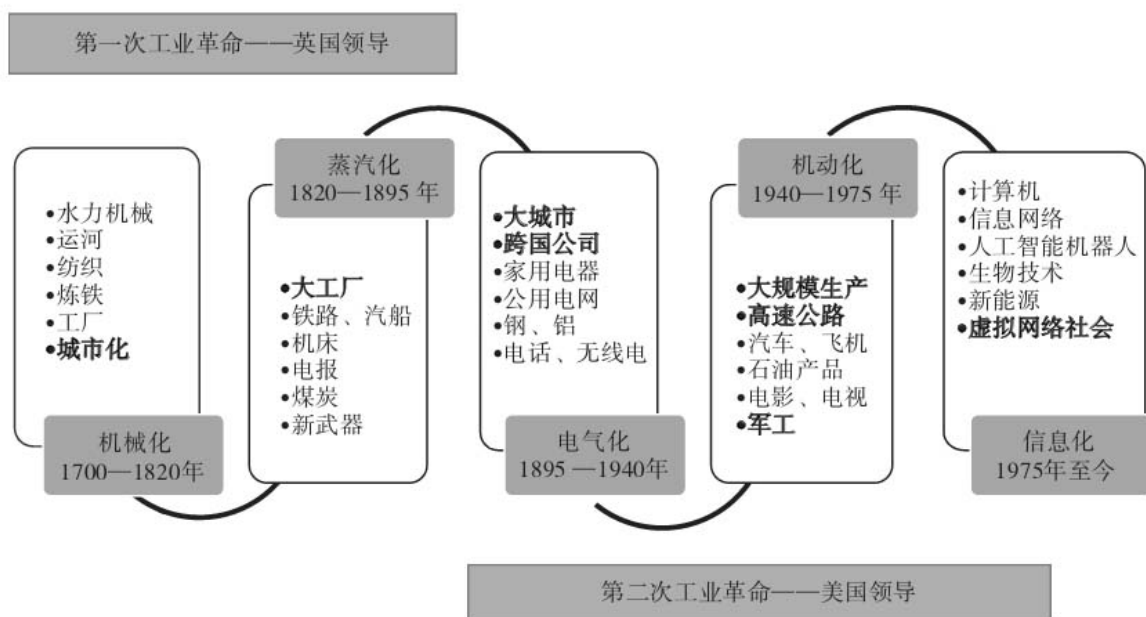 第一次工业革命——英国领导
•水力机械
•运河
•纺织
•炼铁
•工厂
•城市化
机械化
1700—1820年
蒸汽化
1820—1895 年
•大工厂
•铁路、汽船
•机床
•电报
•煤炭
•新武器
•大城市
•跨国公司
•家用电器
•公用电网
•钢、铝
•电话、无线电
电气化
1895 —1940年
机动化
1940—1975 年
•大规模生产
•高速公路
•汽车、飞机
•石油产品
•电影、电视
•军工
•计算机
•信息网络
•人工智能机器人
•生物技术
•新能源
•虚拟网络社会
信息化
1975年至今
第二次工业革命——美国领导